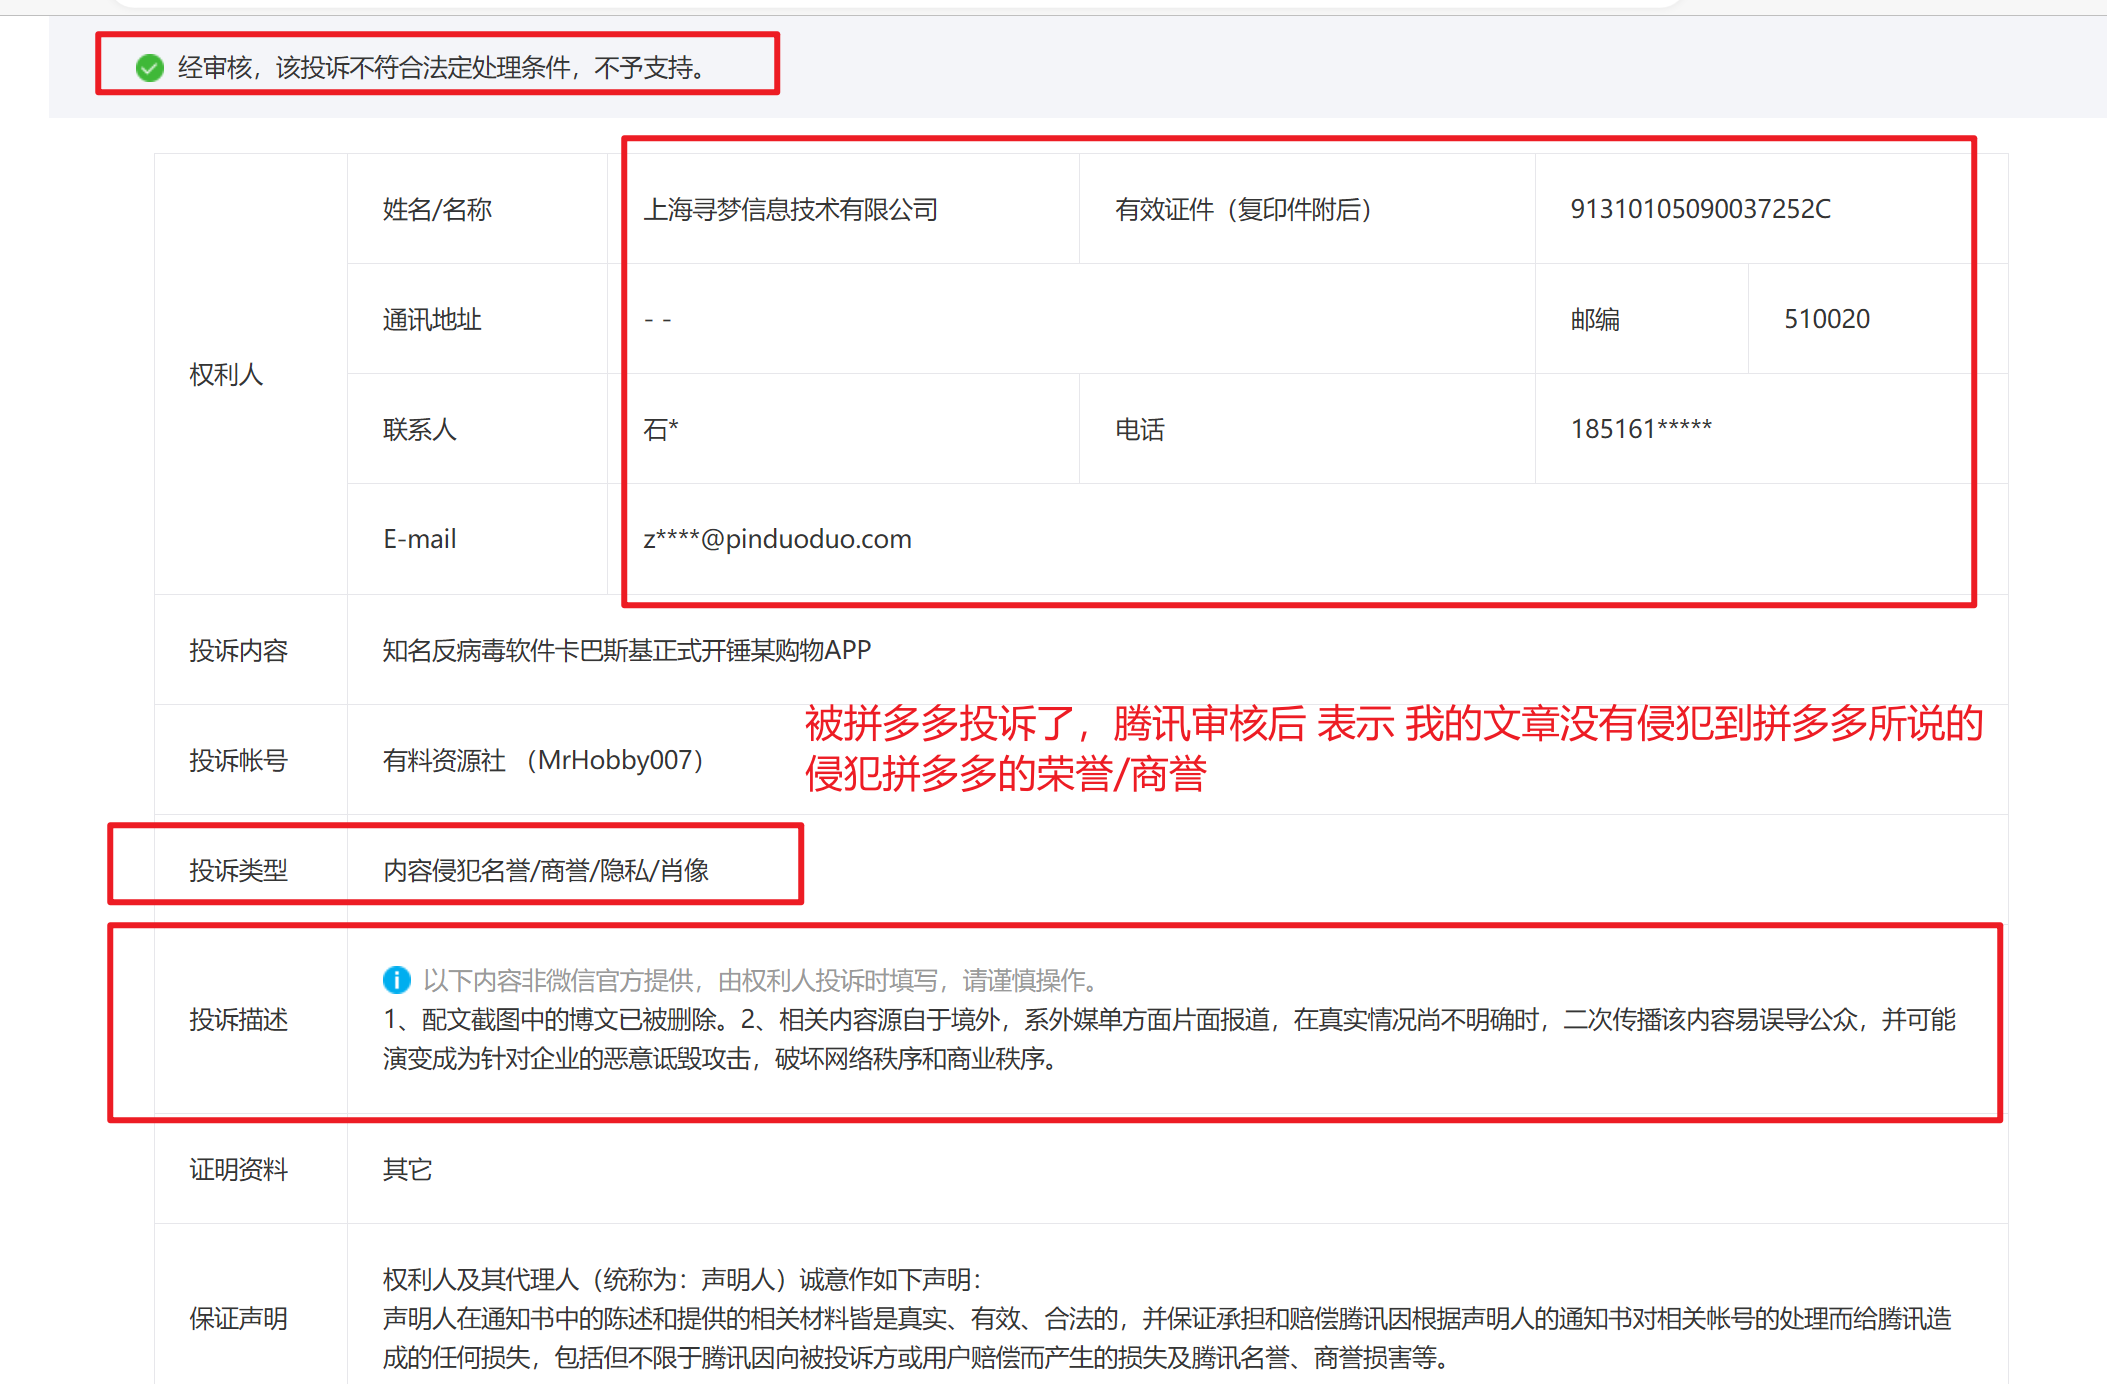 经审核，该投诉不符合法定处理条件，不予支持。
权利人
姓名/名称
上海寻梦信息技术有限公司
有效证件（复印件附后）
91310105090037252C
通讯地址
- -
邮编
510020
联系人
石*
电话
185161*****
E-mail
z****@pinduoduo.com
投诉内容
知名反病毒软件卡巴斯基正式开锤某购物APP
投诉帐号
有料资源社 （MrHobby007）
被拼多多投诉了，腾讯审核后 表示 我的文章没有侵犯到拼多多所说的
侵犯拼多多的荣誉/商誉
投诉类型
内容侵犯名誉/商誉/隐私/肖像
投诉描述
以下内容非微信官方提供，由权利人投诉时填写，请谨慎操作。
1、配文截图中的博文已被删除。2、相关内容源自于境外，系外媒单方面片面报道，在真实情况尚不明确时，二次传播该内容易误导公众，并可能
演变成为针对企业的恶意诋毁攻击，破坏网络秩序和商业秩序。
证明资料
其它
保证声明
权利人及其代理人（统称为：声明人）诚意作如下声明：
声明人在通知书中的陈述和提供的相关材料皆是真实、有效、合法的，并保证承担和赔偿腾讯因根据声明人的通知书对相关帐号的处理而给腾讯造
成的任何损失，包括但不限于腾讯因向被投诉方或用户赔偿而产生的损失及腾讯名誉、商誉损害等。